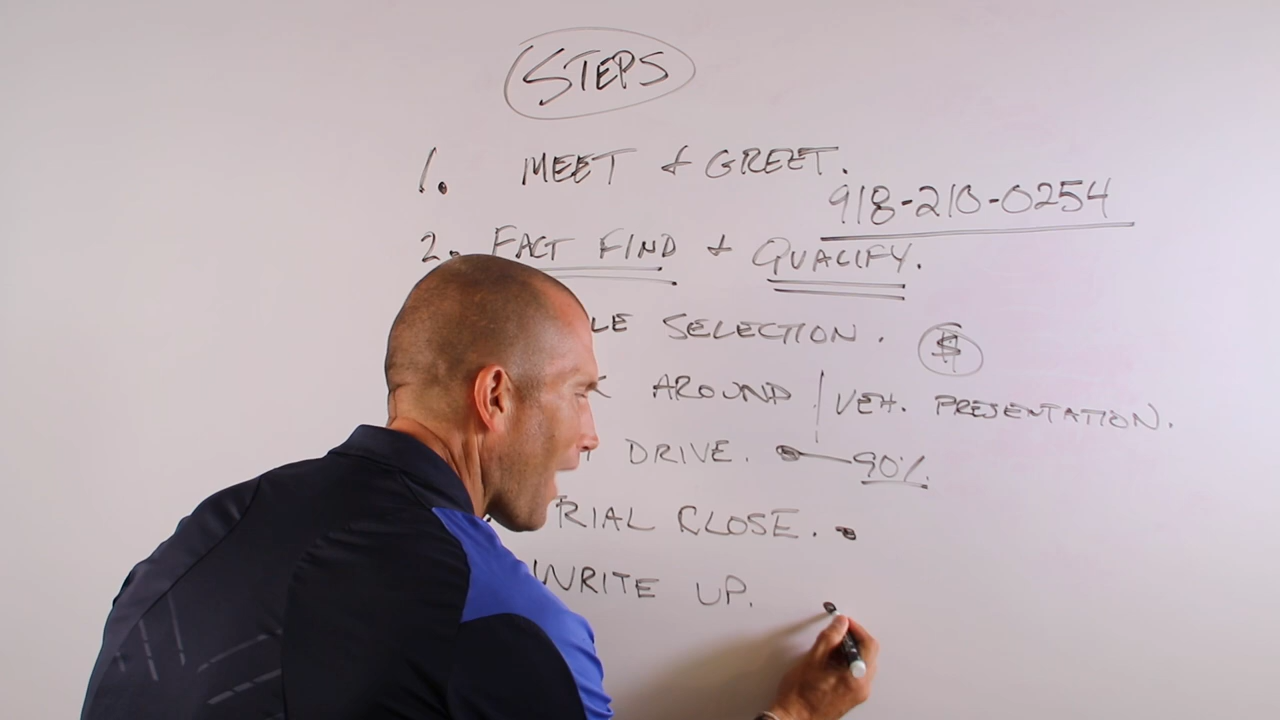 STEPS
1. MEET & GREET.
918-210-0254
2. FACT FIND & QUALIFY.
LE SELECTION. $
K AROUND / VEH. PRESENTATION.
T DRIVE. 90%
TRIAL CLOSE.
WRITE UP.